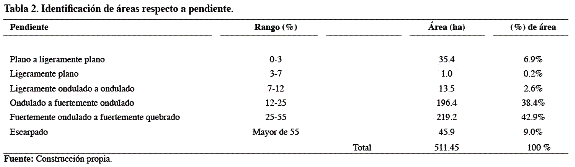 Tabla 2. Identificación de áreas respecto a pendiente.
Pendiente Rango (%) Área (ha) (%) de área
Plano a ligeramente plano 0-3 35.4 6.9%
Ligeramente plano 3-7 1.0 0.2%
Ligeramente ondulado a ondulado 7-12 13.5 2.6%
Ondulado a fuertemente ondulado 12-25 196.4 38.4%
Fuertemente ondulado a fuertemente quebrado 25-55 219.2 42.9%
Escarpado Mayor de 55 45.9 9.0%
Total 511.45 100 %
Fuente: Construcción propia.